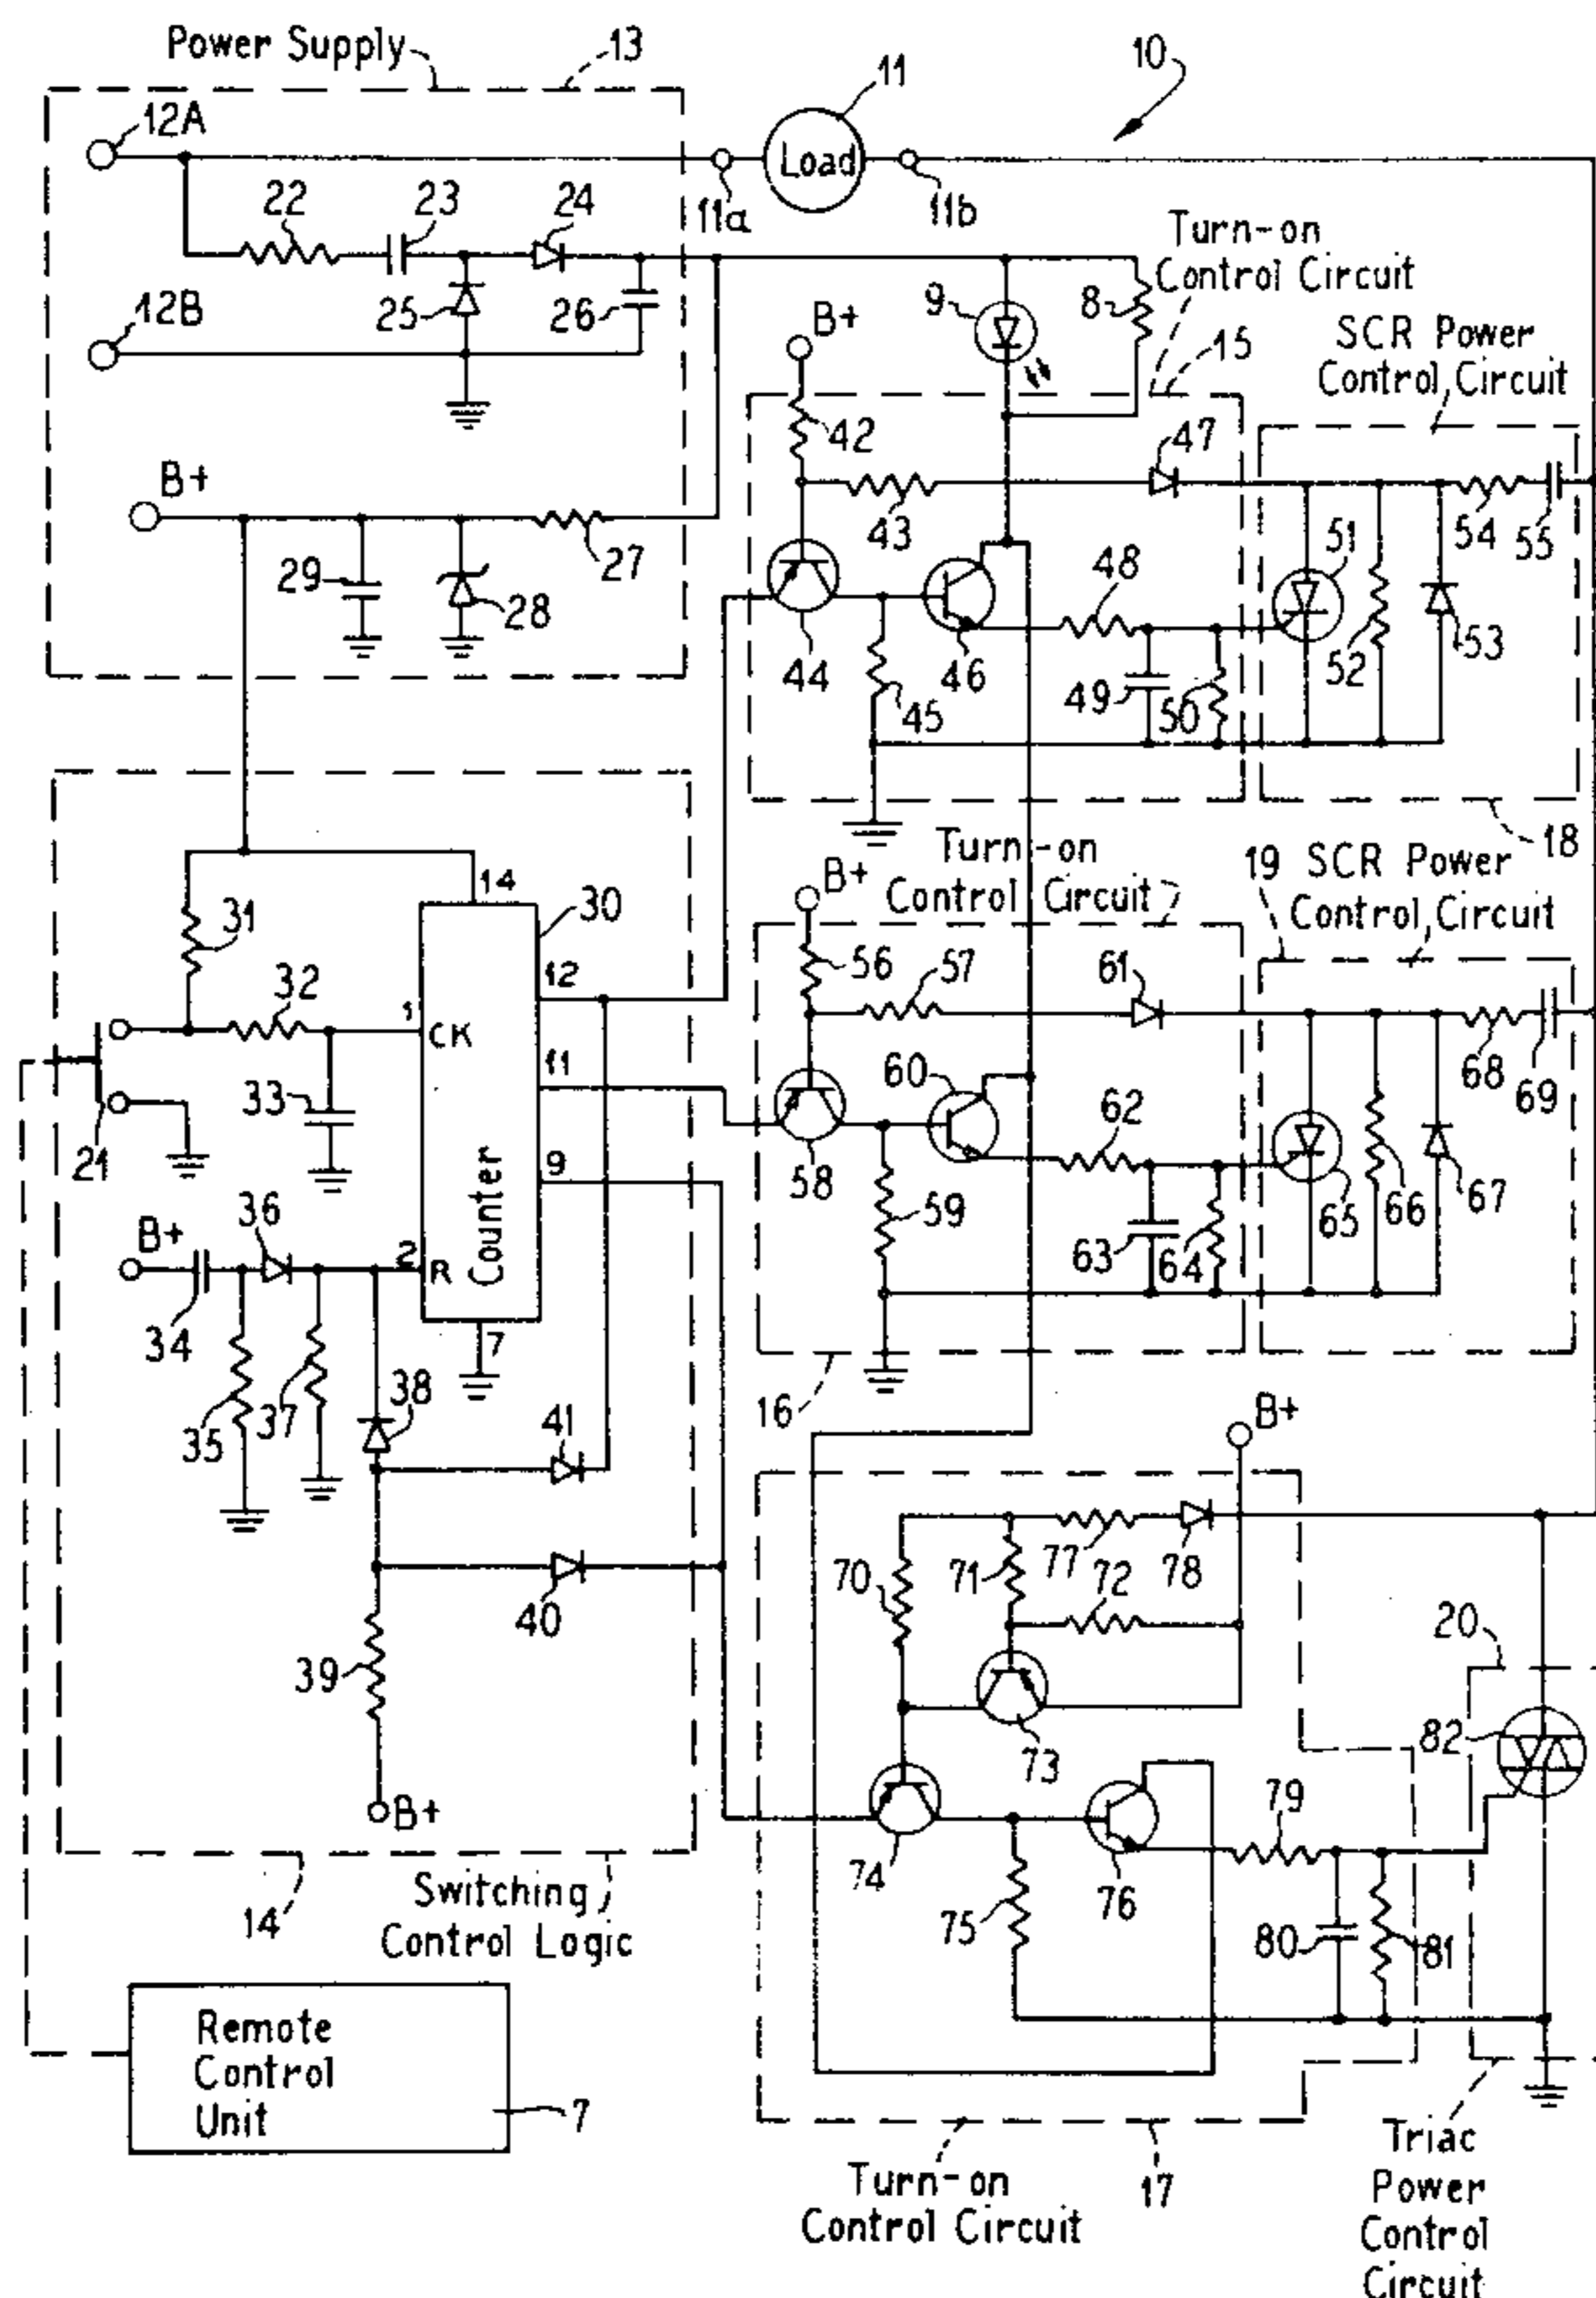 Power Supply
13
10
12A
11
Load
11a
11b
22
23
24
25
26
12B
Turn-on
Control Circuit
15
SCR Power
Control Circuit
B+
9
8
42
47
43
54
55
B+
29
28
27
44
45
46
48
49
50
51
52
53
18
Turn-on
Control Circuit
19
SCR Power
Control Circuit
B+
14
30
31
32
1
CK
12
11
9
33
21
56
57
61
58
60
62
59
63
64
65
66
67
68
69
B+
36
34
35
37
2
R
Counter
7
38
41
40
39
B+
16
B+
70
71
77
78
72
73
74
75
76
79
80
81
20
82
14
Switching
Control Logic
Remote
Control
Unit
7
Turn-on
Control Circuit
17
Triac
Power
Control
Circuit